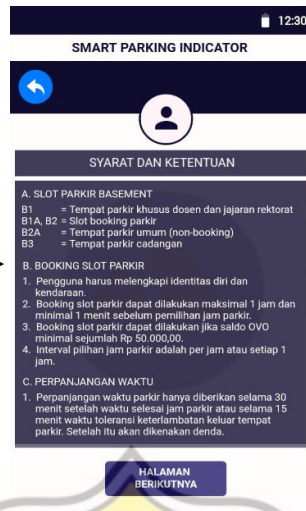 12:30
SMART PARKING INDICATOR
SYARAT DAN KETENTUAN
A. SLOT PARKIR BASEMENT
B1 = Tempat parkir khusus dosen dan jajaran rektorat
B1A, B2 = Slot booking parkir
B2A = Tempat parkir umum (non-booking)
B3 = Tempat parkir cadangan
B. BOOKING SLOT PARKIR
1. Pengguna harus melengkapi identitas diri dan
kendaraan.
2. Booking slot parkir dapat dilakukan maksimal 1 jam dan
minimal 1 menit sebelum pemilihan jam parkir.
3. Booking parkir dapat dilakukan jika saldo OVO
minimal sejumlah Rp 50.000,00.
4. Interval pilihan jam parkir adalah per jam atau setiap 1
jam.
C. PERPANJANGAN WAKTU
1. Perpanjangan waktu parkir hanya diberikan selama 30
menit setelah waktu selesai jam parkir atau selama 15
menit waktu toleransi keterlambatan keluar tempat
parkir. Setelah itu akan dikenakan denda.
HALAMAN
BERIKUTNYA